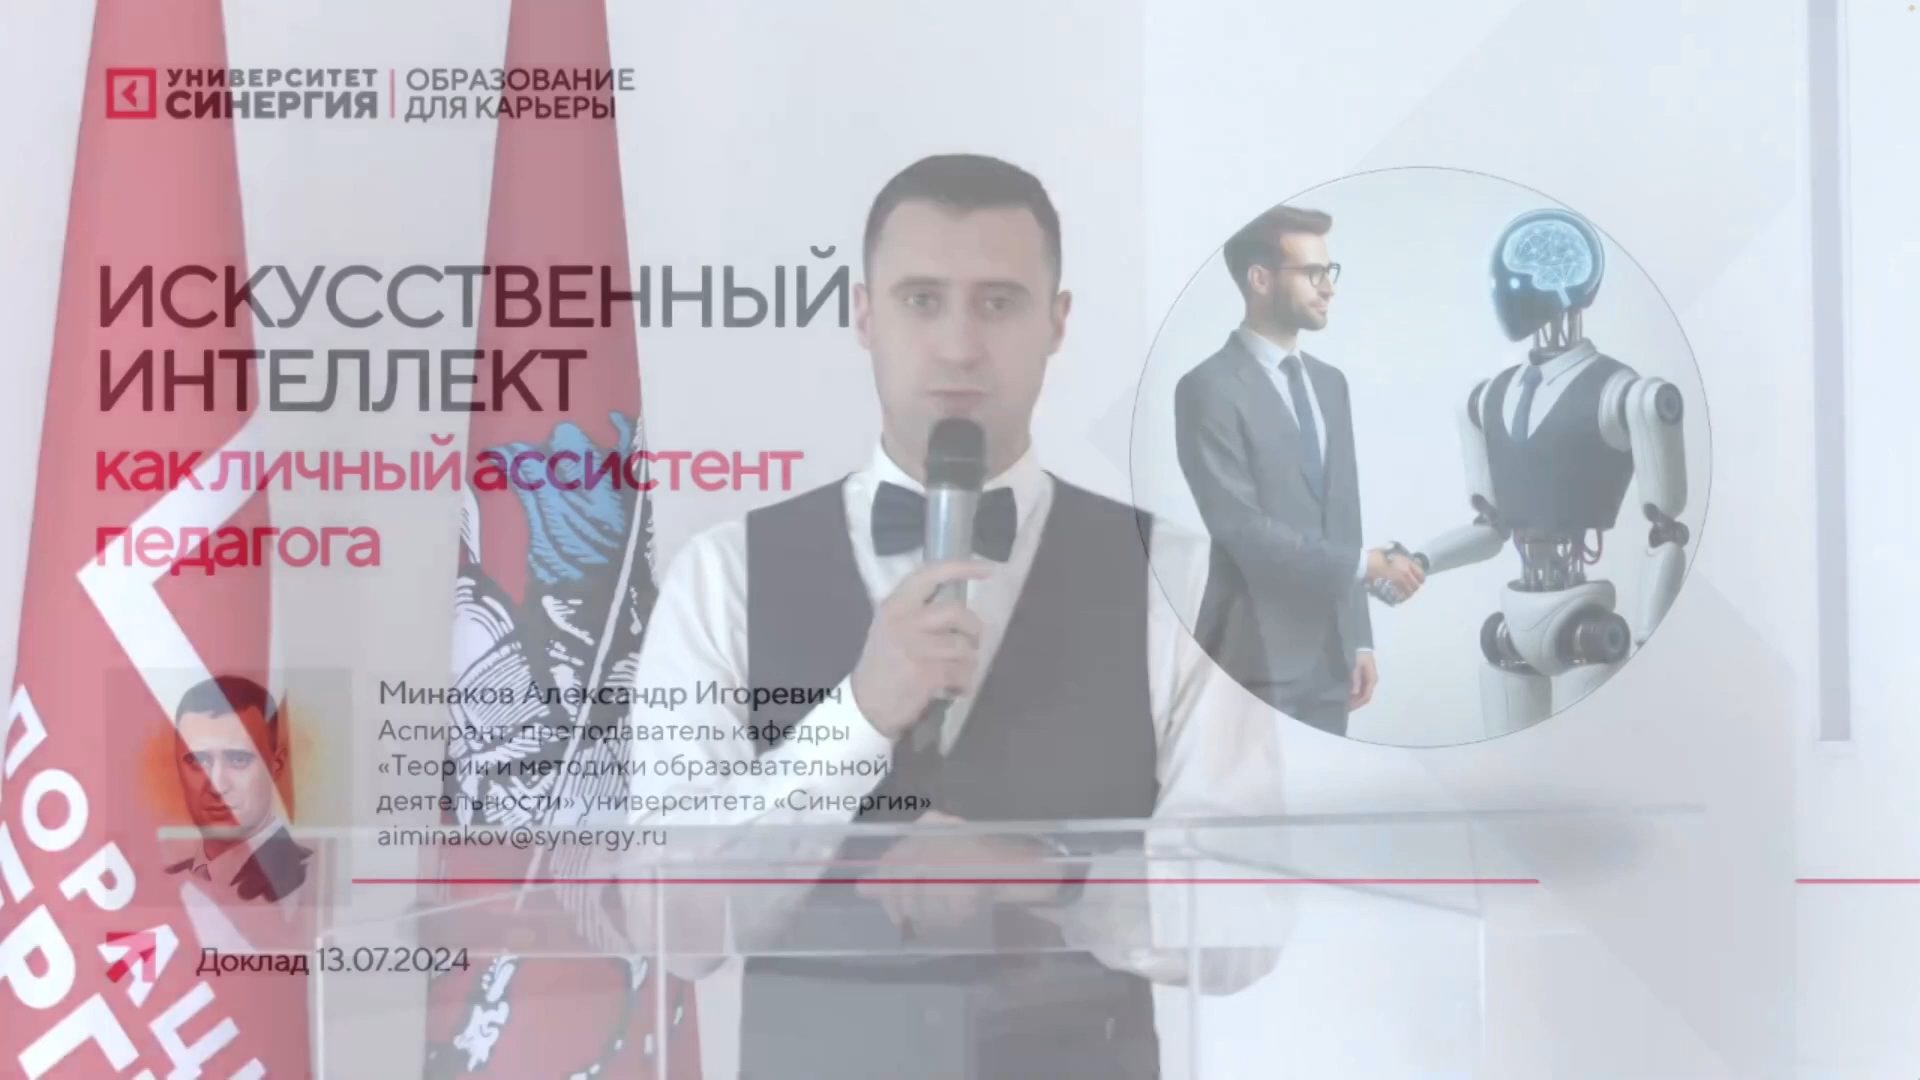 УНИВЕРСИТЕТ
СИНЕРГИЯ
ОБРАЗОВАНИЕ
ДЛЯ КАРЬЕРЫ
ИСКУССТВЕННЫЙ
ИНТЕЛЛЕКТ
как личный ассистент
педагога
Минаков Александр Игоревич
Аспирант, преподаватель кафедры
«Теории и методики образовательной
деятельности» университета «Синергия»
aiminakov@synergy.ru
Доклад 13.07.2024